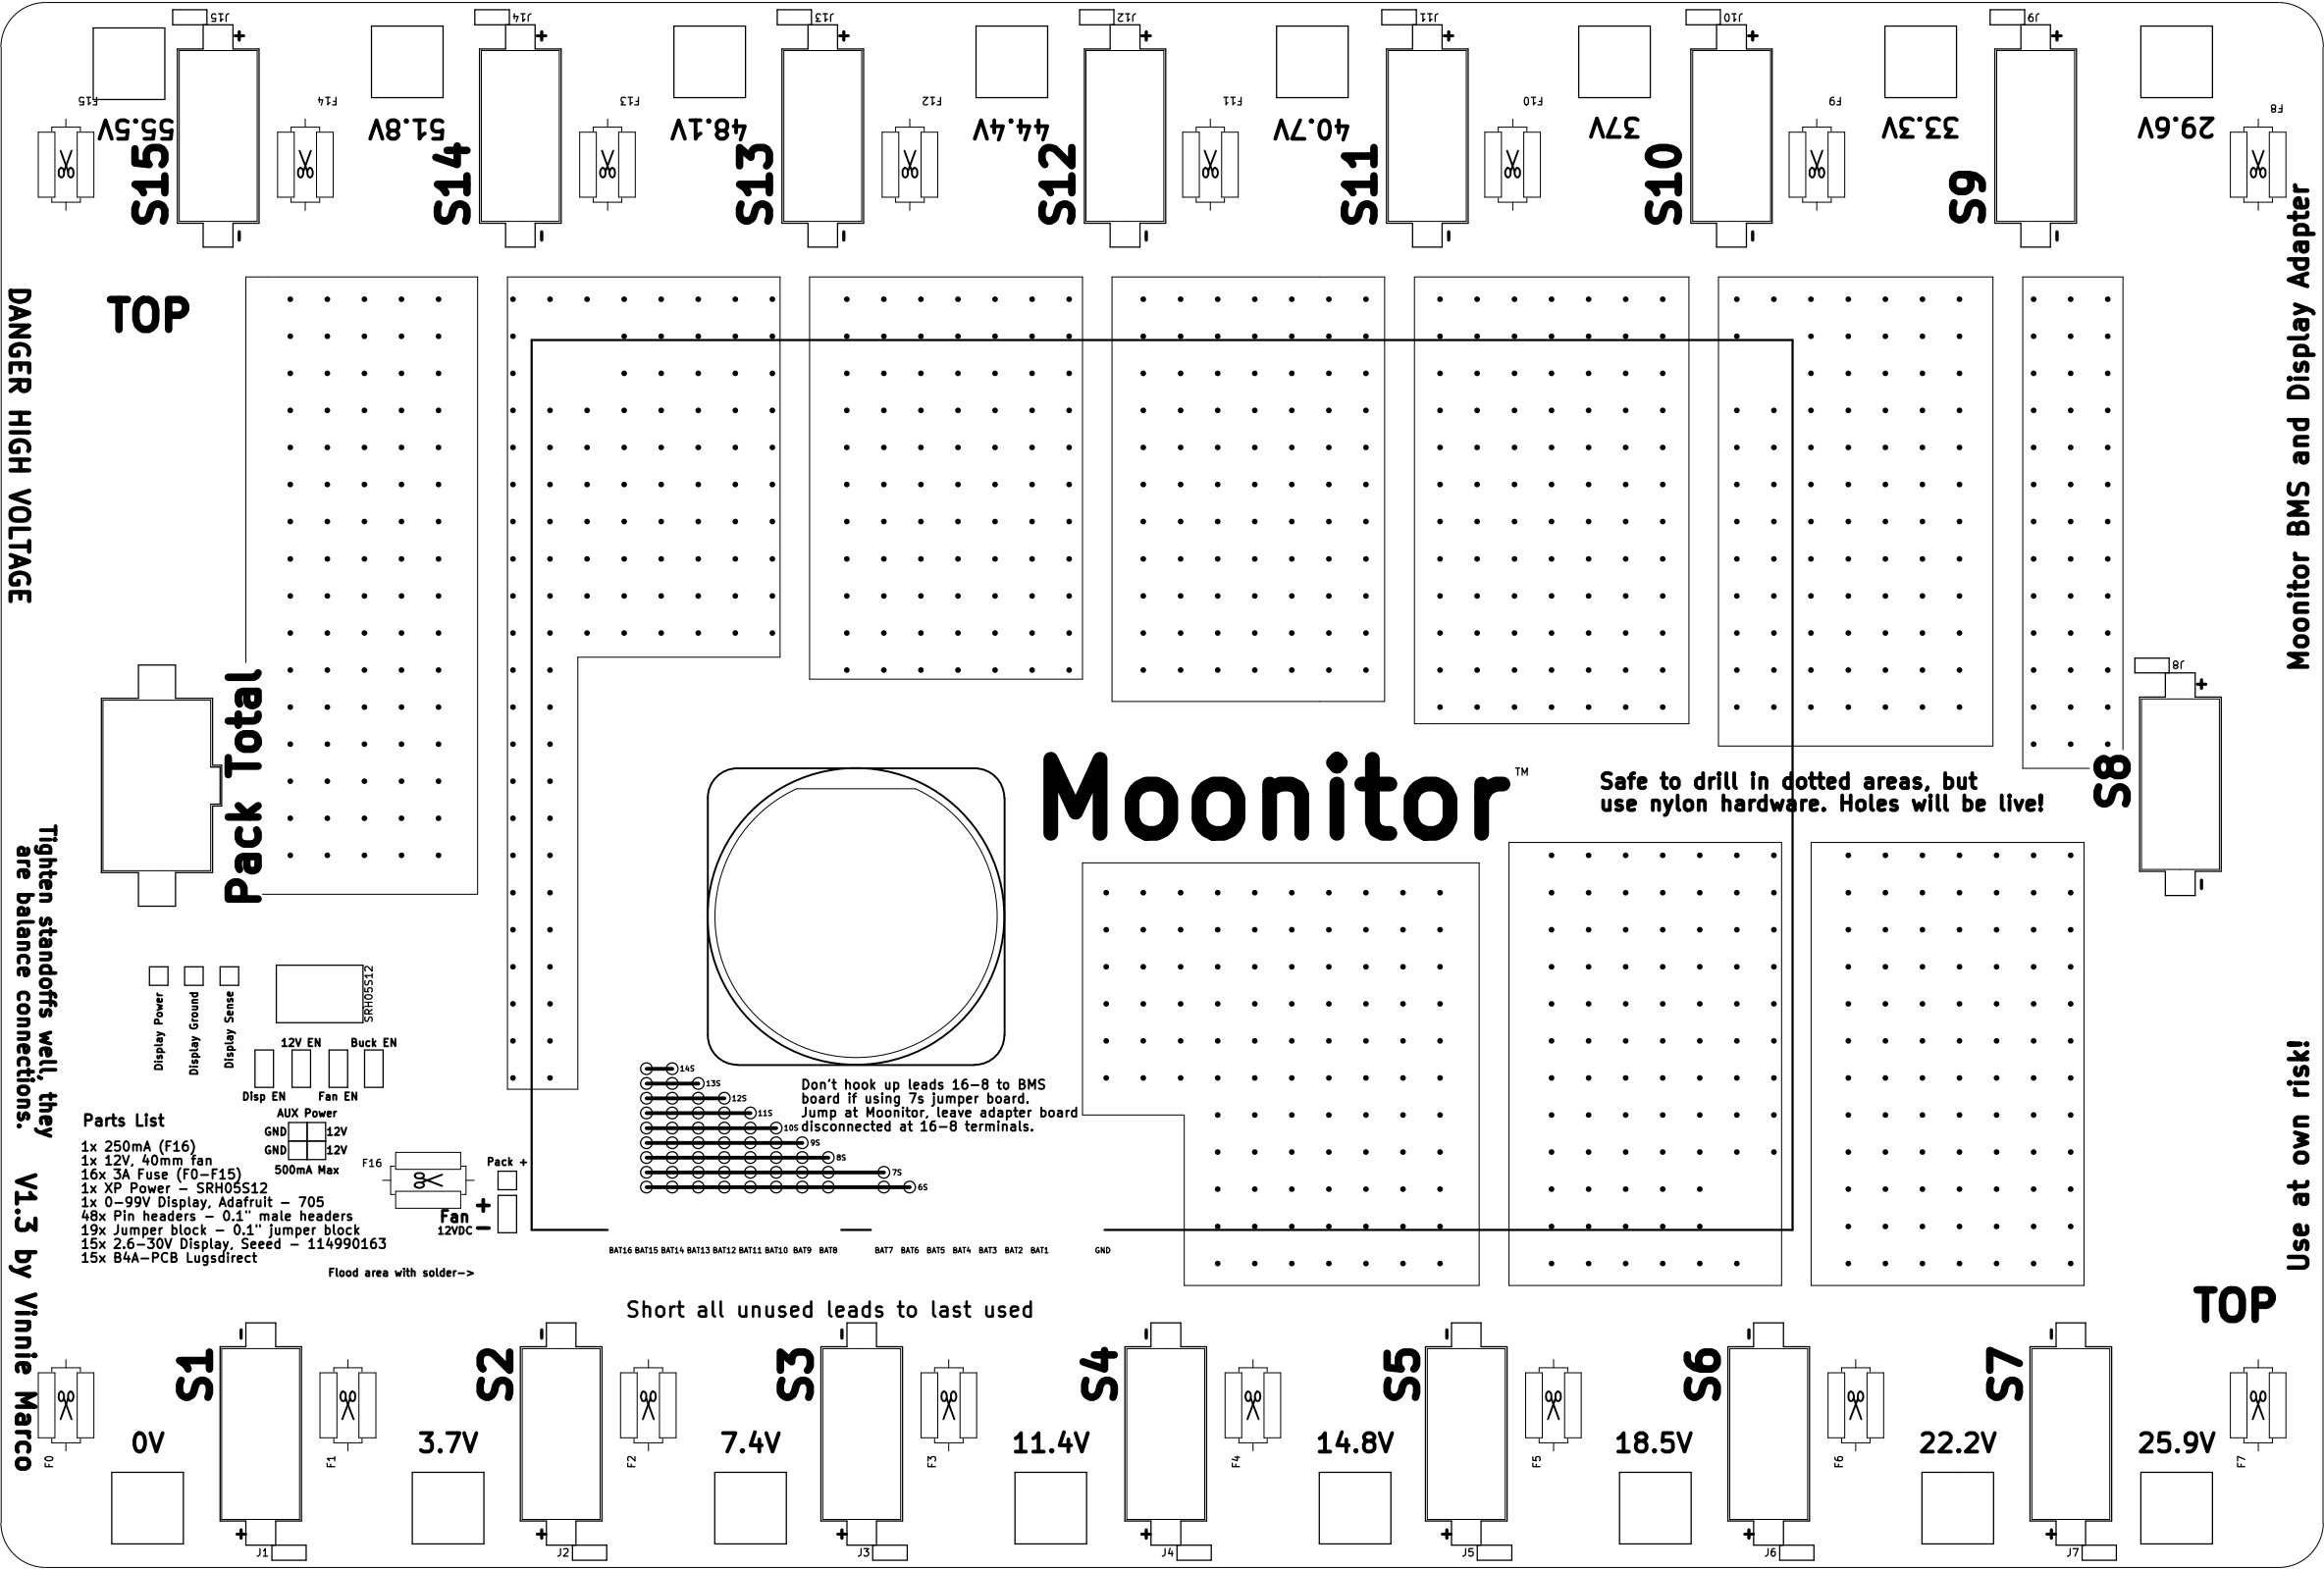 J15
J14
J13
J12
J11
J10
J9
+
+
+
+
+
+
+
F15
F14
F13
F12
F11
F10
F9
F8
55.5V
51.8V
48.1V
44.4V
40.7V
37V
33.3V
29.6V
S15
S14
S13
S12
S11
S10
S9
-
-
-
-
-
-
-
TOP
DANGER HIGH VOLTAGE
Moonitor BMS and Display Adapter
Pack Total
J8
+
S8
-
Moonitor™
Safe to drill in dotted areas, but
use nylon hardware. Holes will be live!
Tighten standoffs well, they
are balance connections.
Display Power
Display Ground
Display Sense
SRH05S12
12V EN
Buck EN
Disp EN
Fan EN
AUX Power
GND 12V
GND 12V
500mA Max
Parts List
1x 250mA (F16)
1x 12V, 40mm fan
16x 3A Fuse (F0-F15)
1x XP Power - SRH05S12
1x 0-99V Display, Adafruit - 705
48x Pin headers - 0.1" male headers
19x Jumper block - 0.1" jumper block
15x 2.6-30V Display, Seeed - 114990163
15x B4A-PCB Lugsdirect
F16
Pack +
+
Fan
12VDC -
14S
13S
12S
11S
10S
9S
8S
7S
6S
Don't hook up leads 16-8 to BMS
board if using 7s jumper board.
Jump at Moonitor, leave adapter board
disconnected at 16-8 terminals.
BAT16 BAT15 BAT14 BAT13 BAT12 BAT11 BAT10 BAT9 BAT8 BAT7 BAT6 BAT5 BAT4 BAT3 BAT2 BAT1 GND
Flood area with solder->
Short all unused leads to last used
V1.3 by Vinnie Marco
Use at own risk!
TOP
-
-
-
-
-
-
-
S1
S2
S3
S4
S5
S6
S7
0V
3.7V
7.4V
11.4V
14.8V
18.5V
22.2V
25.9V
F0
F1
F2
F3
F4
F5
F6
F7
+
+
+
+
+
+
+
J1
J2
J3
J4
J5
J6
J7